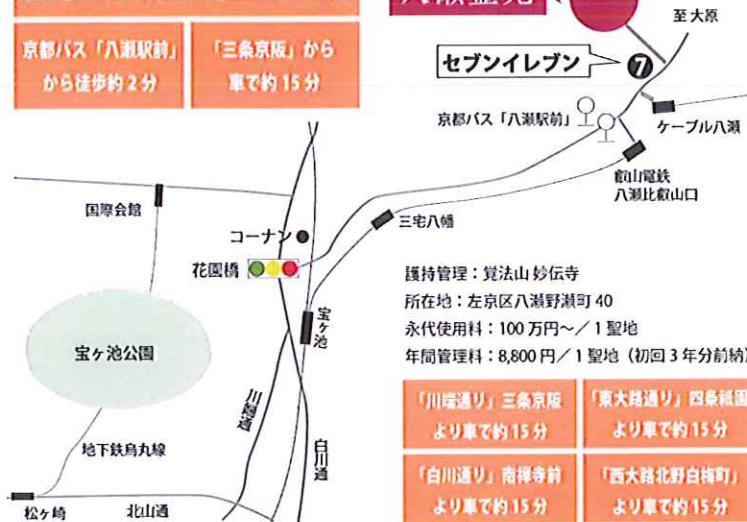 京都バス「八瀬駅前」
から徒歩約2分
「三条京阪」から
車で約15分
至 大原
セブンイレブン
7
京都バス「八瀬駅前」
ケーブル八瀬
叡山電鉄
八瀬比叡山口
三宅八幡
国際会館
コーナン
花園橋
宝ヶ池
宝ヶ池公園
川端通
白川通
地下鉄烏丸線
松ヶ崎
北山通
護持管理:覚法山 妙伝寺
所在地:左京区八瀬野瀬町 40
永代使用料:100万円〜/1聖地
年間管理料:8,800円/1聖地(初回3年分前納)
「川端通り」三条京阪
より車で約15分
「東大路通り」四条祇園
より車で約15分
「白川通り」南禅寺前
より車で約15分
「西大路北野白梅町」
より車で約15分